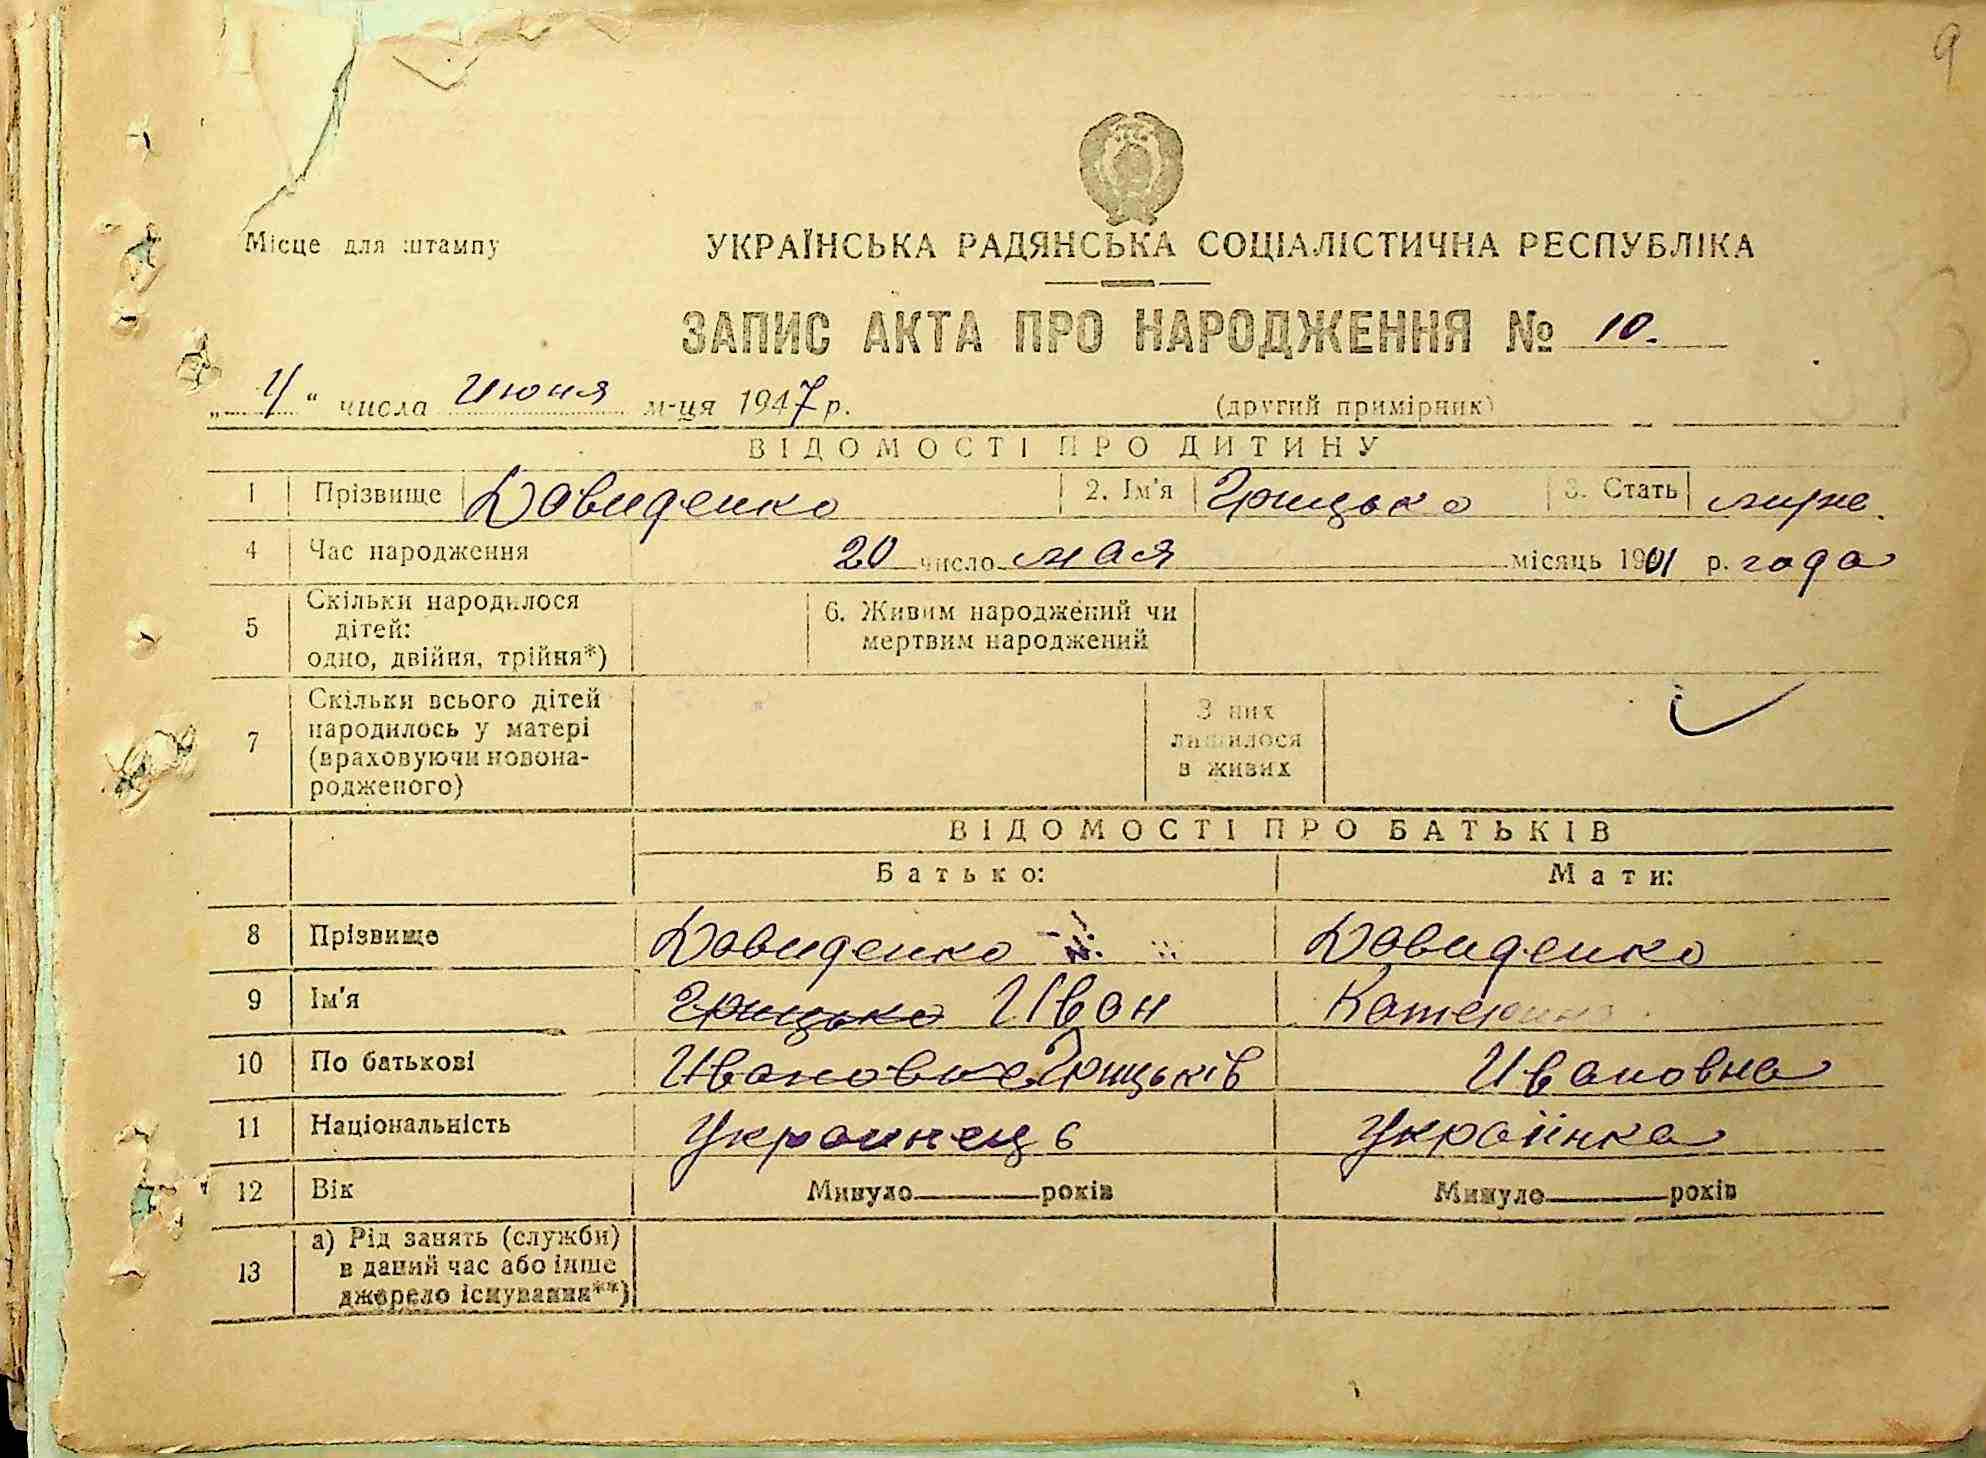 9
Місце для штампу
УКРАЇНСЬКА РАДЯНСЬКА СОЦІАЛІСТИЧНА РЕСПУБЛІКА
ЗАПИС АКТА ПРО НАРОДЖЕННЯ № 10.
„ 4 “ числа Июня м-ця 1947 р. (другий примірник)
ВІДОМОСТІ ПРО ДИТИНУ
1 Прізвище Довиденко 2. Ім'я Грицько 3. Стать муже.
4 Час народження 20 число мая місяць 1901 р. года
5 Скільки народилося дітей: одно, двійня, трійня*) 6. Живим народжений чи мертвим народжений
7 Скільки всього дітей народилось у матері (враховуючи новонародженого) З них лишилося в живих
ВІДОМОСТІ ПРО БАТЬКІВ
Батько: Мати:
8 Прізвище Довиденко Довиденко
9 Ім'я Грицько Ивон Катерина
10 По батькові Ивонович Грицьків Ивоновна
11 Національність Украинець Украінка
12 Вік Минуло років Минуло років
13 а) Рід занять (служби) в даний час або інше джерело існування**)